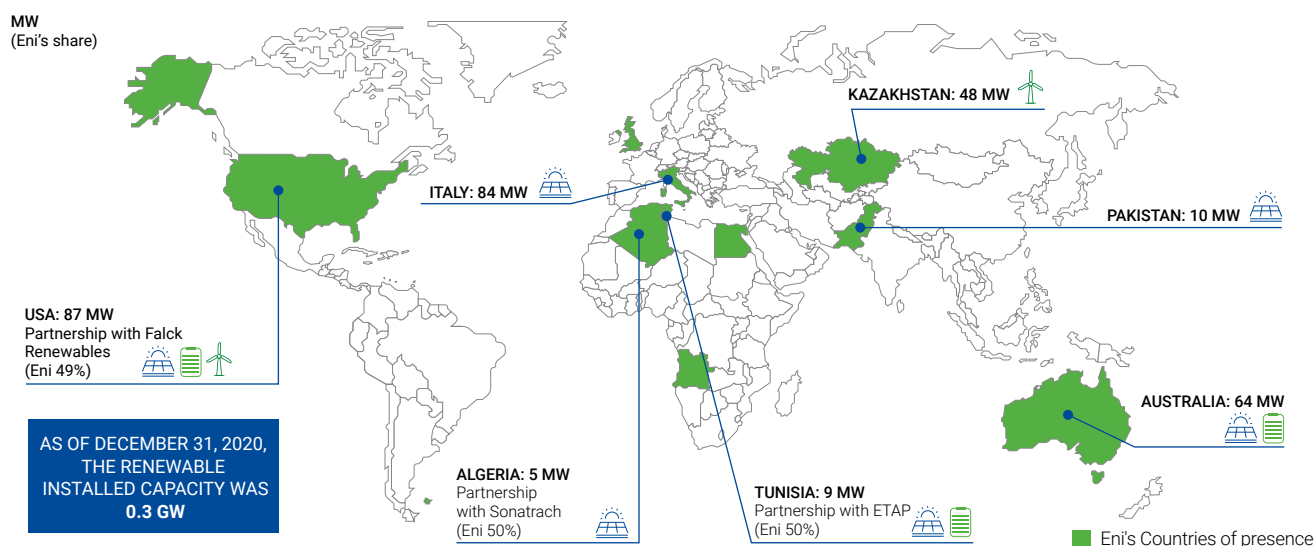 MW
(Eni's share)
KAZAKHSTAN: 48 MW
ITALY: 84 MW
PAKISTAN: 10 MW
USA: 87 MW
Partnership with Falck
Renewables
(Eni 49%)
AUSTRALIA: 64 MW
AS OF DECEMBER 31, 2020,
THE RENEWABLE
INSTALLED CAPACITY WAS
0.3 GW
ALGERIA: 5 MW
Partnership
with Sonatrach
(Eni 50%)
TUNISIA: 9 MW
Partnership with ETAP
(Eni 50%)
Eni's Countries of presence